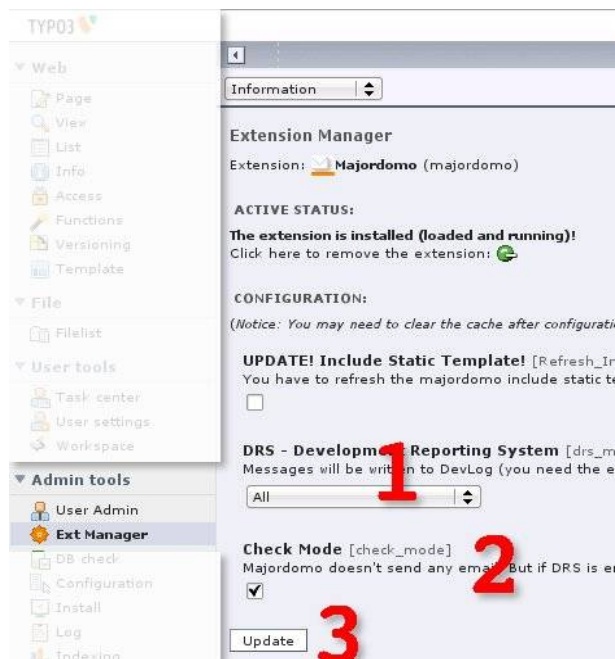 TYPO3
Web
Page
View
List
Info
Access
Functions
Versioning
Template
File
Filelist
User tools
Task center
User settings
Workspace
Admin tools
User Admin
Ext Manager
DB check
Configuration
Install
Log
Indexing
Information
Extension Manager
Extension: Majordomo (majordomo)
ACTIVE STATUS:
The extension is installed (loaded and running)!
Click here to remove the extension:
CONFIGURATION:
(Notice: You may need to clear the cache after configurati
UPDATE! Include Static Template! [Refresh_In
You have to refresh the majordomo include static te
DRS - Development Reporting System [drs_m
Messages will be written to DevLog (you need the e
1
All
Check Mode [check_mode]
Majordomo doesn't send any email. But if DRS is en
2
Update
3